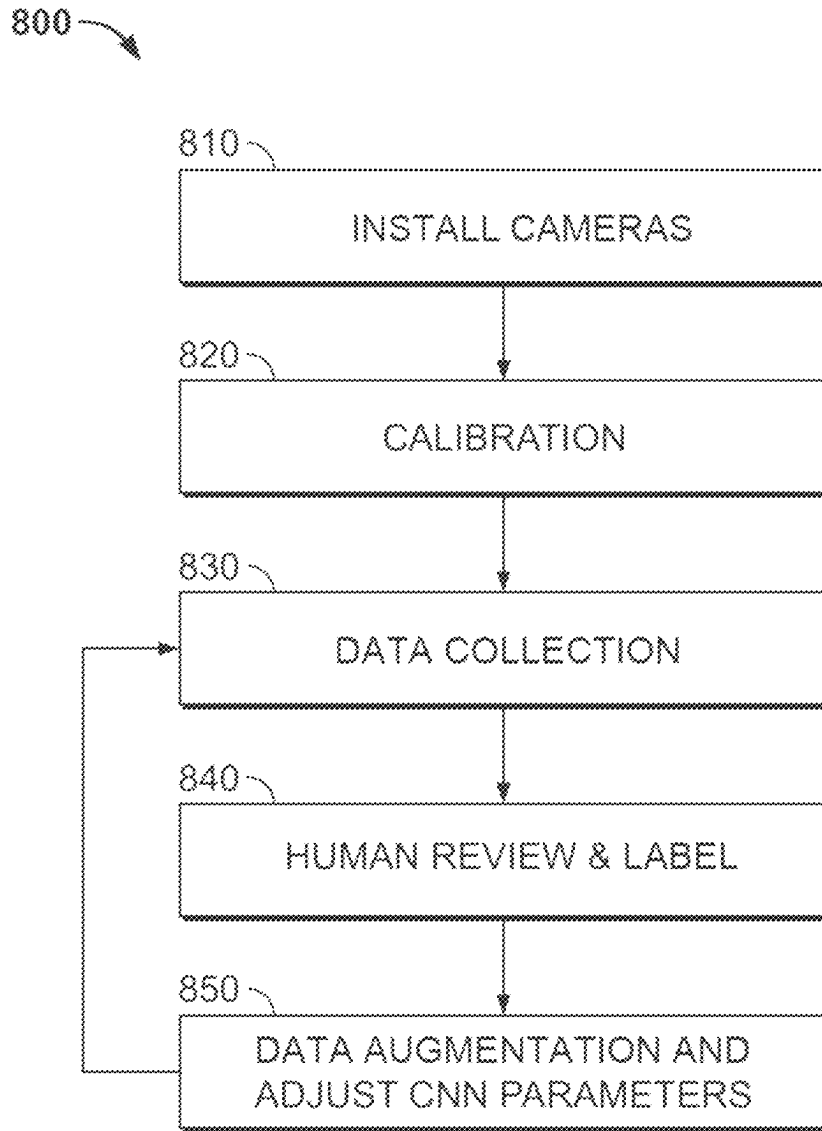 800
810
INSTALL CAMERAS
820
CALIBRATION
830
DATA COLLECTION
840
HUMAN REVIEW & LABEL
850
DATA AUGMENTATION AND
ADJUST CNN PARAMETERS